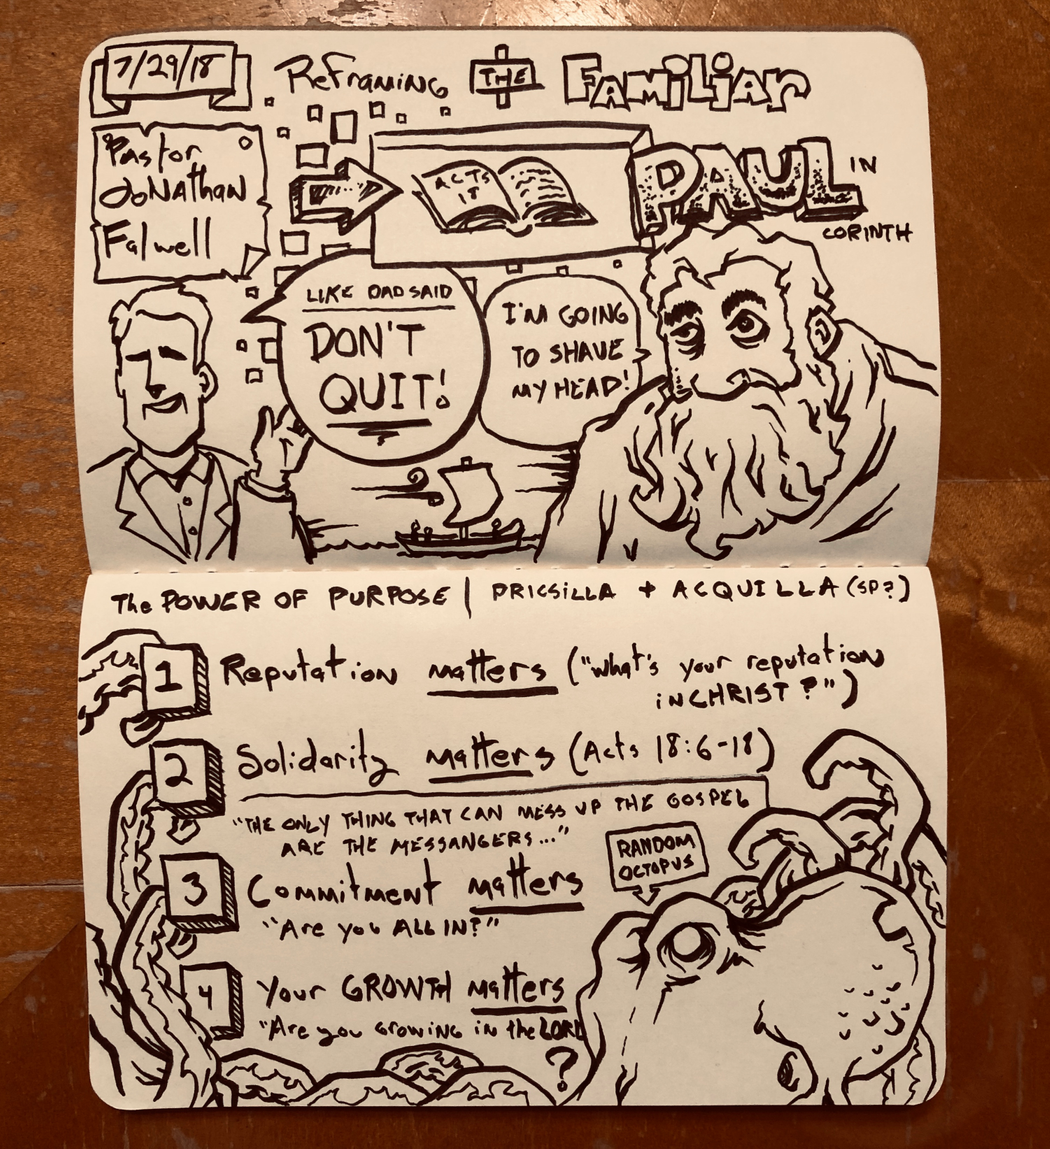 7/29/18
Reframing THE Familiar
Pastor
Jonathan
Falwell
ACTS
18
PAUL IN
CORINTH
LIKE DAD SAID
DON'T
QUIT!
I'M GOING
TO SHAVE
MY HEAD!
The POWER OF PURPOSE | PRICSILLA + ACQUILLA (SP?)
1 Reputation matters ("what's your reputation
in CHRIST?")
2 Solidarity matters (Acts 18:6-18)
"THE ONLY THING THAT CAN MESS UP THE GOSPEL
ARE THE MESSANGERS..."
RANDOM
OCTOPUS
3 Commitment matters
"Are you ALL IN?"
4 Your GROWTH matters
"Are you growing in the LORD
?